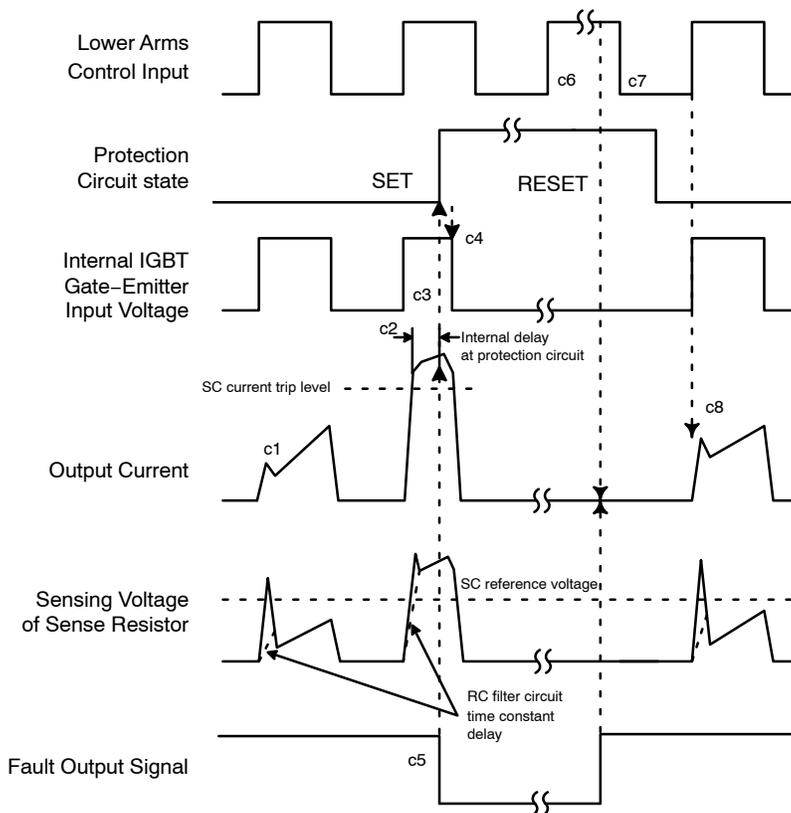 Lower Arms
Control Input
c6
c7
Protection
Circuit state
SET
RESET
Internal IGBT
Gate−Emitter
Input Voltage
c4
c3
c2
Internal delay
at protection circuit
SC current trip level
c8
c1
Output Current
SC reference voltage
Sensing Voltage
of Sense Resistor
RC filter circuit
time constant
delay
c5
Fault Output Signal